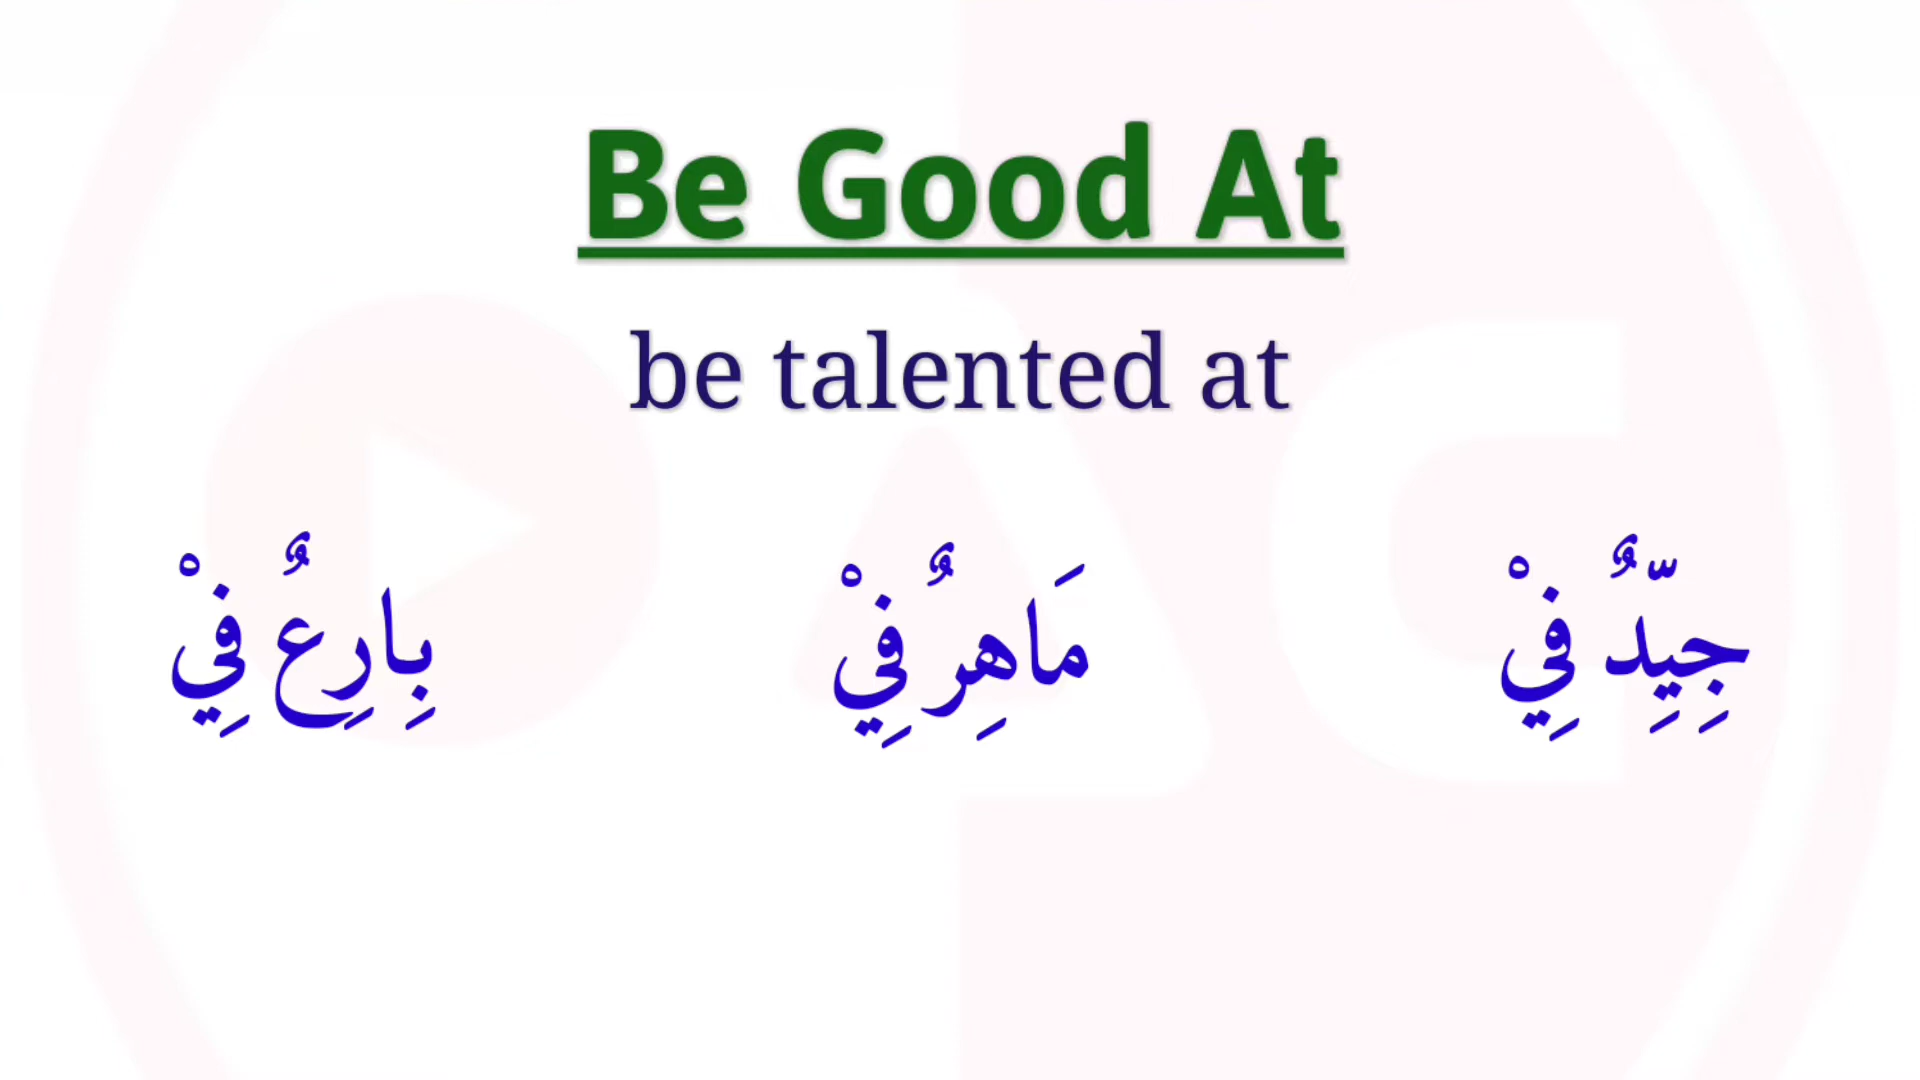 Be Good At
be talented at
جِيِّدٌ فِيْ مَاهِرٌ فِيْ بِارِعٌ فِيْ